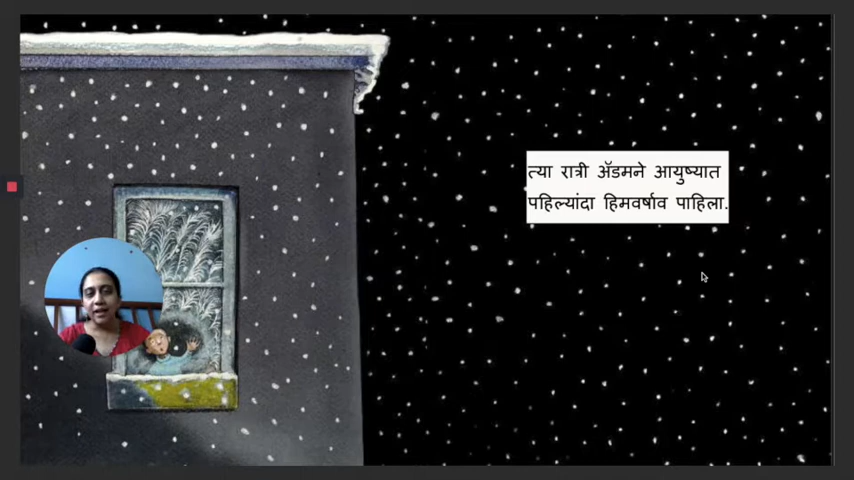 त्या रात्री ॲडमने आयुष्यात
पहिल्यांदा हिमवर्षाव पाहिला.